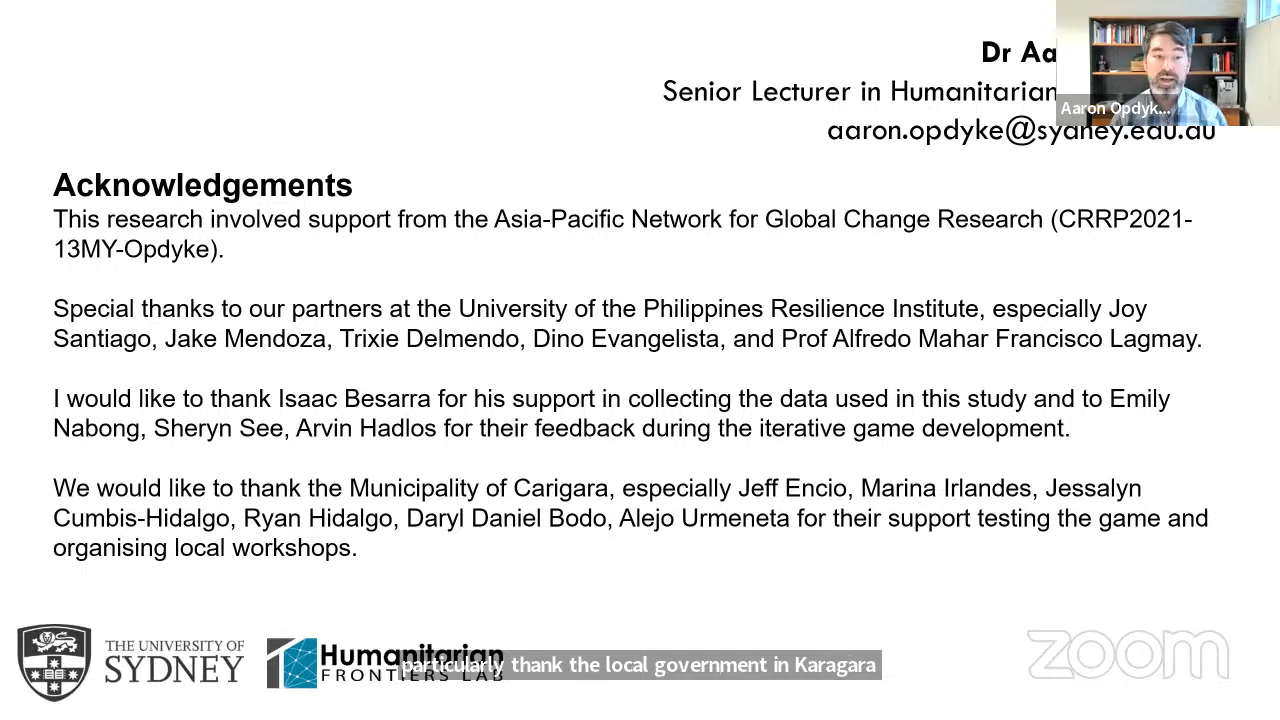 Dr Aa
Senior Lecturer in Humanitarian
Aaron Opdyk...
aaron.opdyke@sydney.edu.au
Acknowledgements
This research involved support from the Asia-Pacific Network for Global Change Research (CRRP2021-
13MY-Opdyke).
Special thanks to our partners at the University of the Philippines Resilience Institute, especially Joy
Santiago, Jake Mendoza, Trixie Delmendo, Dino Evangelista, and Prof Alfredo Mahar Francisco Lagmay.
I would like to thank Isaac Besarra for his support in collecting the data used in this study and to Emily
Nabong, Sheryn See, Arvin Hadlos for their feedback during the iterative game development.
We would like to thank the Municipality of Carigara, especially Jeff Encio, Marina Irlandes, Jessalyn
Cumbis-Hidalgo, Ryan Hidalgo, Daryl Daniel Bodo, Alejo Urmeneta for their support testing the game and
organising local workshops.
THE UNIVERSITY OF
SYDNEY
Humanitarian
FRONTIERS LAB
particularly thank the local government in Karagara
zoom